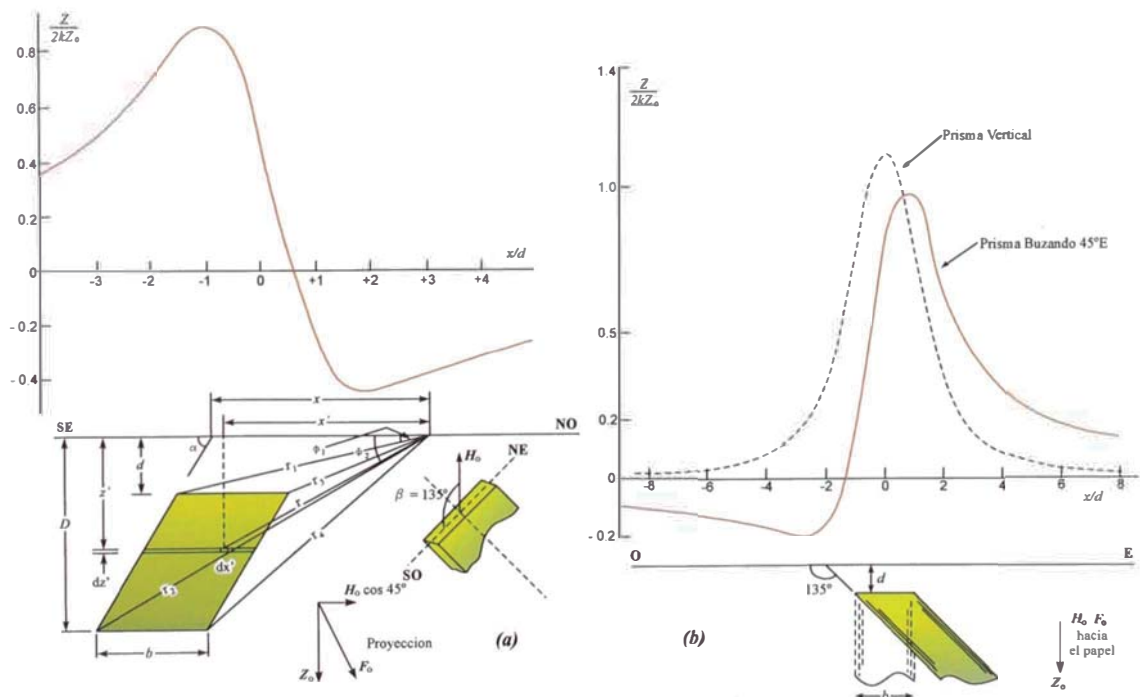 Z
2kZₒ
0.8
0.6
0.4
0.2
0
-3
-2
-1
0
+1
+2
+3
+4
x/d
- 0.2
- 0.4
SE
NO
x
x'
α
d
z'
D
dz'
b
dx'
r₁
r₂
r
r₃
r₄
Φ₁
Φ₂
Hₒ
NE
β = 135°
SO
Hₒ cos 45°
Proyeccion
Zₒ
Fₒ
(a)
1.4
Z
2kZₒ
1.0
0.5
0.2
0
- 0.2
-8
-6
-4
-2
0
2
4
6
8
x/d
Prisma Vertical
Prisma Buzando 45°E
O
E
135°
d
b
(b)
Hₒ Fₒ
hacia
el papel
Zₒ